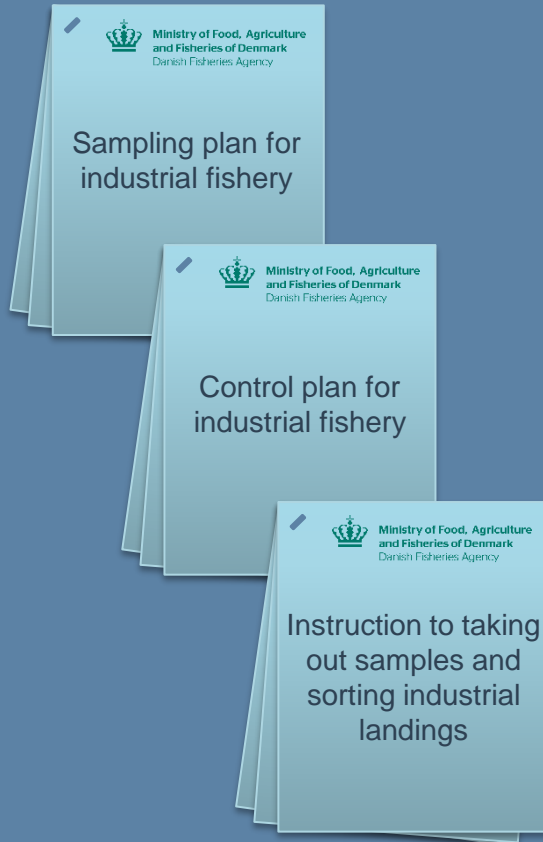 Ministry of Food, Agriculture
and Fisheries of Denmark
Danish Fisheries Agency
Sampling plan for
industrial fishery
Ministry of Food, Agriculture
and Fisheries of Denmark
Danish Fisheries Agency
Control plan for
industrial fishery
Ministry of Food, Agriculture
and Fisheries of Denmark
Danish Fisheries Agency
Instruction to taking
out samples and
sorting industrial
landings